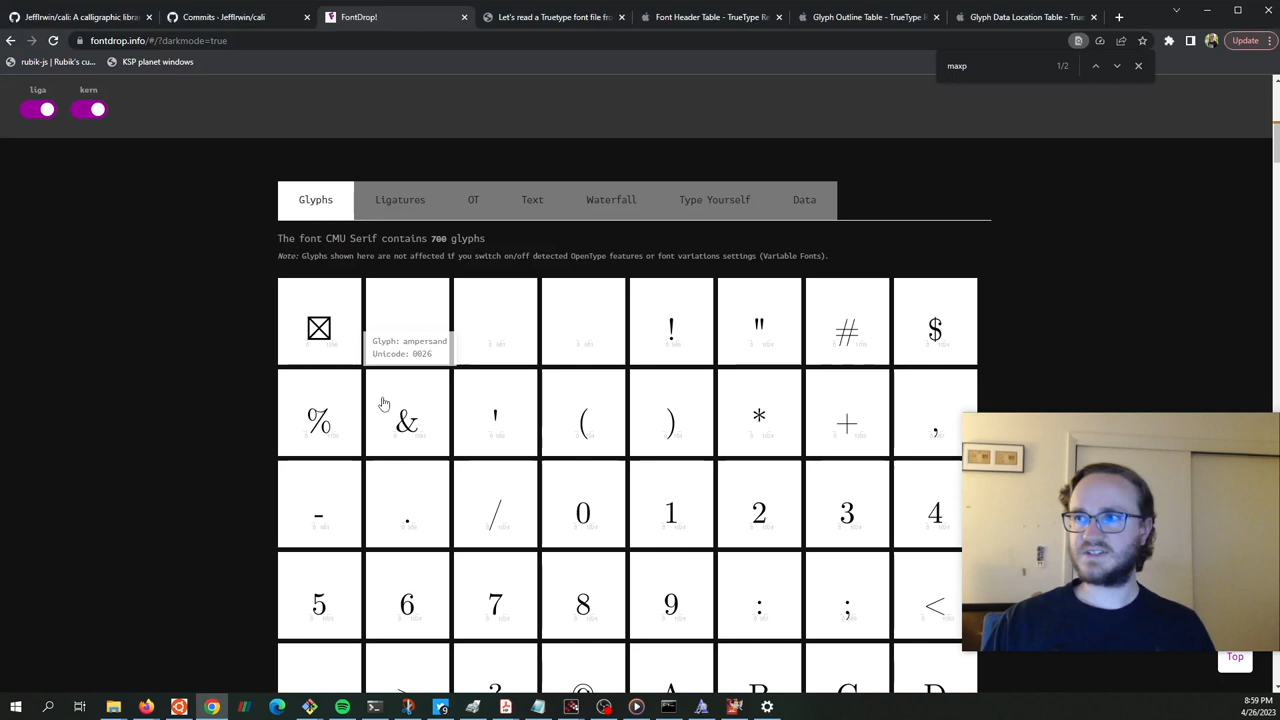 Jefflrwin/cali: A calligraphic librar
Commits · Jefflrwin/cali
FontDrop!
Let's read a Truetype font file fro
Font Header Table - TrueType Re
Glyph Outline Table - TrueType R
Glyph Data Location Table - True
fontdrop.info/#/?darkmode=true
Update
rubik-js | Rubik's cu...
KSP planet windows
maxp
1/2
liga
kern
Glyphs
Ligatures
OT
Text
Waterfall
Type Yourself
Data
The font CMU Serif contains 700 glyphs
Note: Glyphs shown here are not affected if you switch on/off detected OpenType features or font variations settings (Variable Fonts).
! " # $
Glyph: ampersand
Unicode: 0026
% & ' ( ) * + ,
- . / 0 1 2 3 4
5 6 7 8 9 : ; <
> ? @ A B C D
Top
8:59 PM
4/26/2023